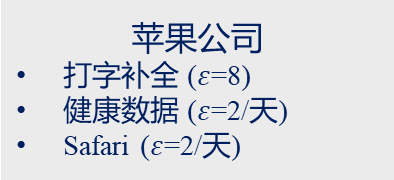 苹果公司
• 打字补全 (ε=8)
• 健康数据 (ε=2/天)
• Safari (ε=2/天)